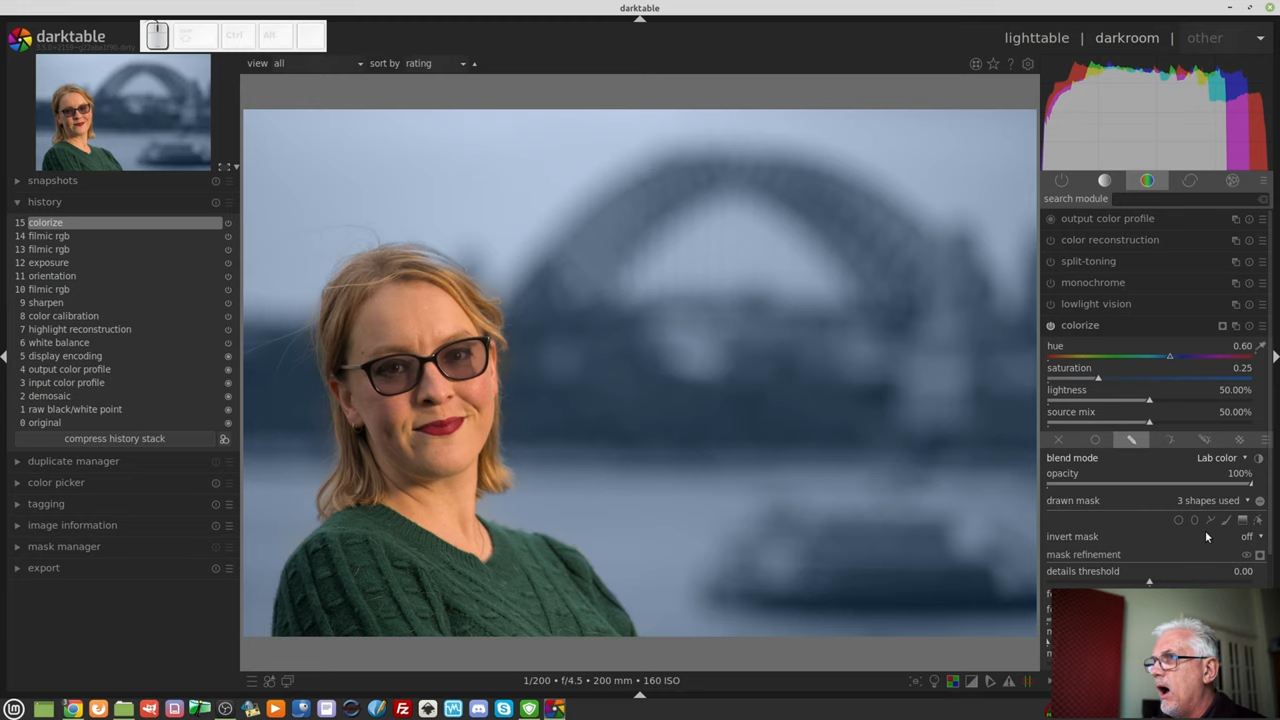 darktable
darktable
Ctrl
Alt
lighttable | darkroom | other
view all
sort by rating
snapshots
history
15 colorize
14 filmic rgb
13 filmic rgb
12 exposure
11 orientation
10 filmic rgb
9 sharpen
8 color calibration
7 highlight reconstruction
6 white balance
5 display encoding
4 output color profile
3 input color profile
2 demosaic
1 raw black/white point
0 original
compress history stack
duplicate manager
color picker
tagging
image information
mask manager
export
search module
output color profile
color reconstruction
split-toning
monochrome
lowlight vision
colorize
hue 0.60
saturation 0.25
lightness 50.00%
source mix 50.00%
blend mode Lab color
opacity 100%
drawn mask 3 shapes used
invert mask off
mask refinement
details threshold 0.00
1/200 • f/4.5 • 200 mm • 160 ISO